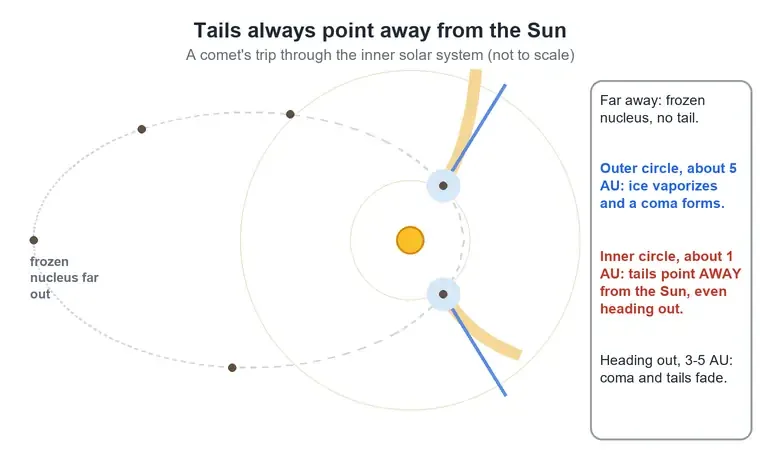 Tails always point away from the Sun
A comet's trip through the inner solar system (not to scale)
frozen
nucleus far
out
Far away: frozen
nucleus, no tail.
Outer circle, about 5
AU: ice vaporizes
and a coma forms.
Inner circle, about 1
AU: tails point AWAY
from the Sun, even
heading out.
Heading out, 3-5 AU:
coma and tails fade.